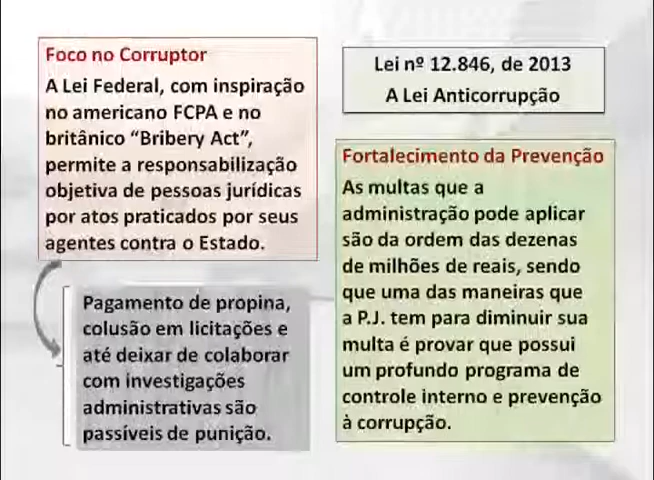 Foco no Corruptor
A Lei Federal, com inspiração
no americano FCPA e no
britânico “Bribery Act”,
permite a responsabilização
objetiva de pessoas jurídicas
por atos praticados por seus
agentes contra o Estado.
Pagamento de propina,
colusão em licitações e
até deixar de colaborar
com investigações
administrativas são
passíveis de punição.
Lei nº 12.846, de 2013
A Lei Anticorrupção
Fortalecimento da Prevenção
As multas que a
administração pode aplicar
são da ordem das dezenas
de milhões de reais, sendo
que uma das maneiras que
a P.J. tem para diminuir sua
multa é provar que possui
um profundo programa de
controle interno e prevenção
à corrupção.